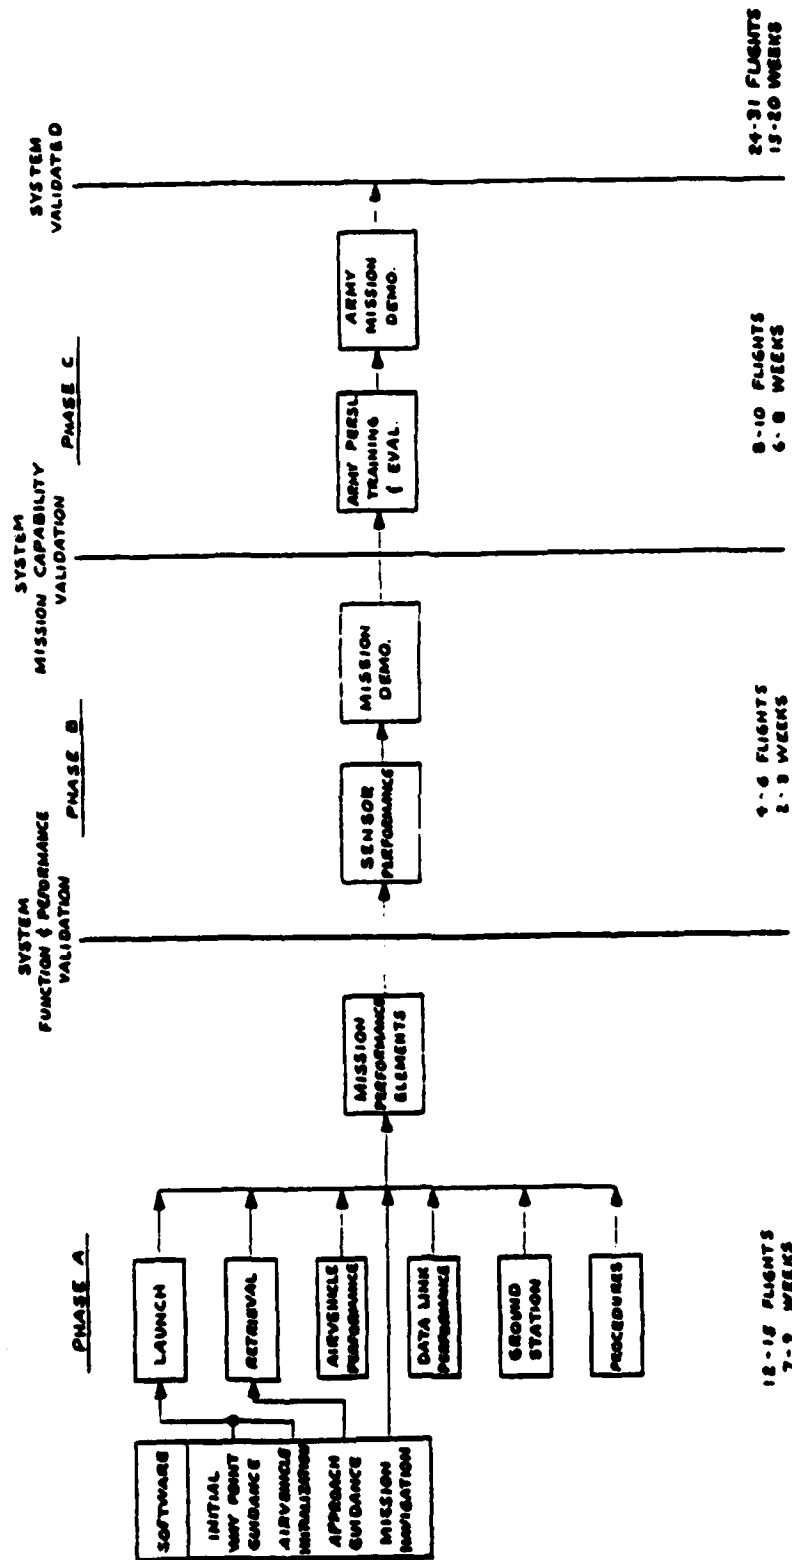 PHASE A
SOFTWARE
INITIAL
WAY POINT
GUIDANCE
AIRVEHICLE
INITIALIZATION
APPROACH
GUIDANCE
MISSION
NAVIGATION
LAUNCH
RETRIEVAL
AIRVEHICLE
PERFORMANCE
DATA LINK
PERFORMANCE
GROUND
STATION
PROCEDURES
MISSION
PERFORMANCE
ELEMENTS
12-15 FLIGHTS
7-9 WEEKS
SYSTEM
FUNCTION & PERFORMANCE
VALIDATION
PHASE B
SENSOR
PERFORMANCE
MISSION
DEMO.
4-6 FLIGHTS
2-3 WEEKS
SYSTEM
MISSION CAPABILITY
VALIDATION
PHASE C
ARMY PERSL
TRAINING
& EVAL.
ARMY
MISSION
DEMO.
8-10 FLIGHTS
6-8 WEEKS
SYSTEM
VALIDATED
24-31 FLIGHTS
15-20 WEEKS